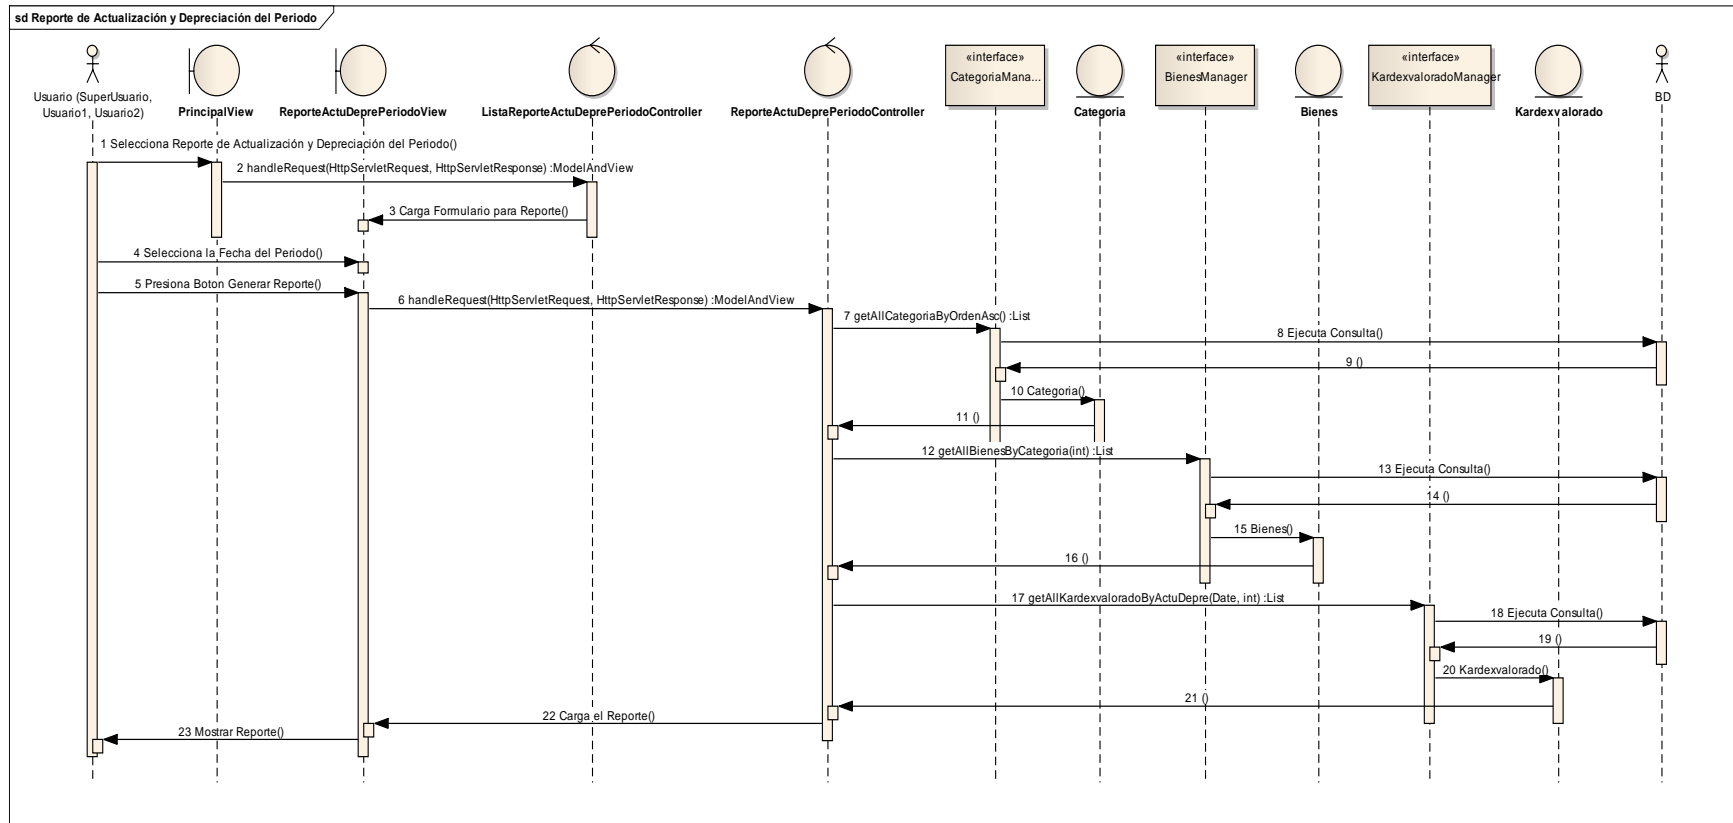 sd Reporte de Actualización y Depreciación del Periodo
«interface»
«interface»
«interface»
CategoriaMana...
BienesManager
KardexvaloradoManager
Usuario (SuperUsuario,
Usuario1, Usuario2)
PrincipalView
ReporteActuDeprePeriodoView
ListaReporteActuDeprePeriodoController
ReporteActuDeprePeriodoController
Categoria
Bienes
Kardexvalorado
BD
1 Selecciona Reporte de Actualización y Depreciación del Periodo()
2 handleRequest(HttpServletRequest, HttpServletResponse) :ModelAndView
3 Carga Formulario para Reporte()
4 Selecciona la Fecha del Periodo()
5 Presiona Boton Generar Reporte()
6 handleRequest(HttpServletRequest, HttpServletResponse) :ModelAndView
7 getAllCategoriaByOrdenAsc() :List
8 Ejecuta Consulta()
9 ()
10 Categoria()
11 ()
12 getAllBienesByCategoria(int) :List
13 Ejecuta Consulta()
14 ()
15 Bienes()
16 ()
17 getAllKardexvaloradoByActuDepre(Date, int) :List
18 Ejecuta Consulta()
19 ()
20 Kardexvalorado()
21 ()
22 Carga el Reporte()
23 Mostrar Reporte()